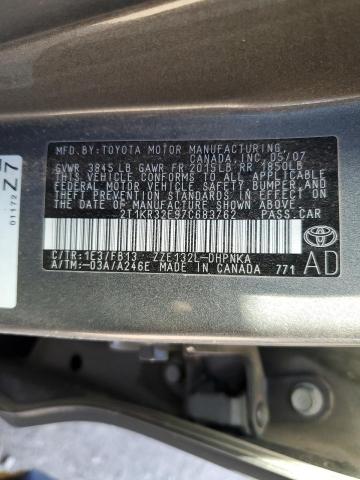 MFD.BY:TOYOTA MOTOR MANUFACTURING,
CANADA, INC. 05/07
GVWR 3845 LB GAWR FR 2015LB RR 1850LB
THIS VEHICLE CONFORMS TO ALL APPLICABLE
FEDERAL MOTOR VEHICLE SAFETY, BUMPER, AND
THEFT PREVENTION STANDARDS IN EFFECT ON
THE DATE OF MANUFACTURE SHOWN ABOVE.
2T1KR32E97C683762 PASS.CAR
C/TR:1E3/FB13 ZZE132L-DHPNKA
A/TM:-03A/A246E MADE IN CANADA 771
AD
TOYOTA
01172
Z 7